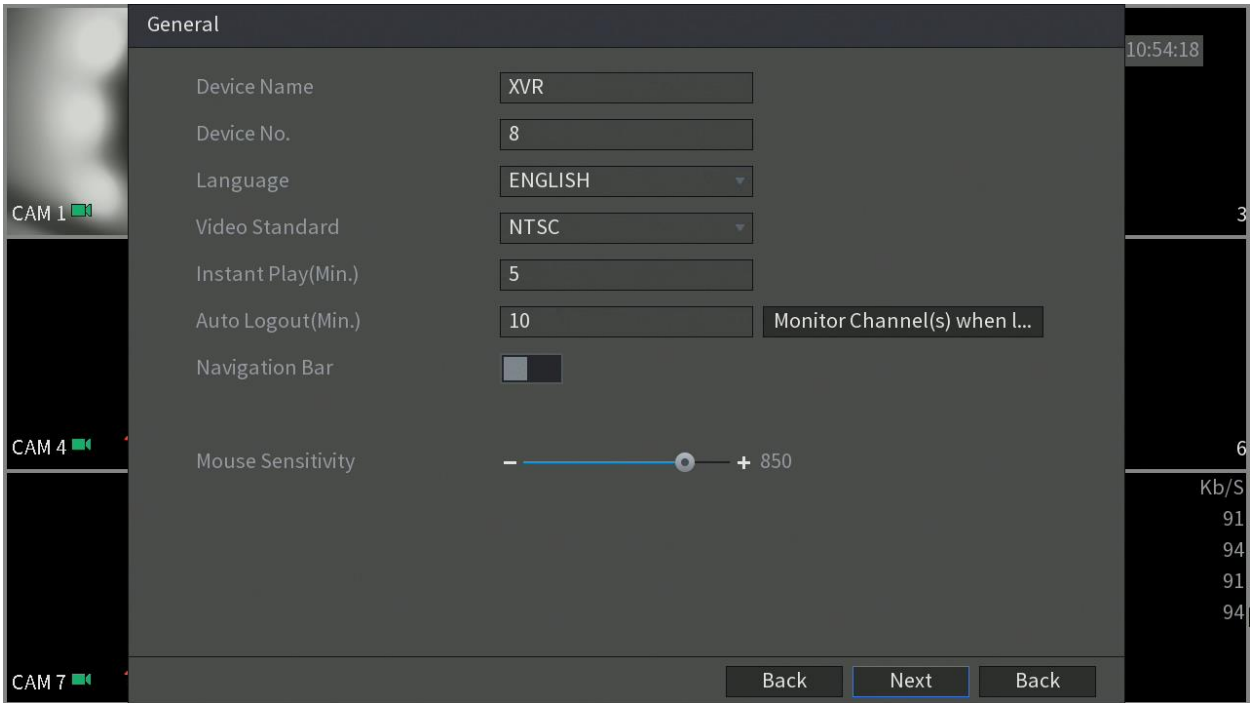 General
10:54:18
Device Name XVR
Device No. 8
Language ENGLISH
CAM 1
3
Video Standard NTSC
Instant Play(Min.) 5
Auto Logout(Min.) 10 Monitor Channel(s) when l...
Navigation Bar
CAM 4
6
Mouse Sensitivity - + 850
Kb/S
91
94
91
94
CAM 7
Back Next Back